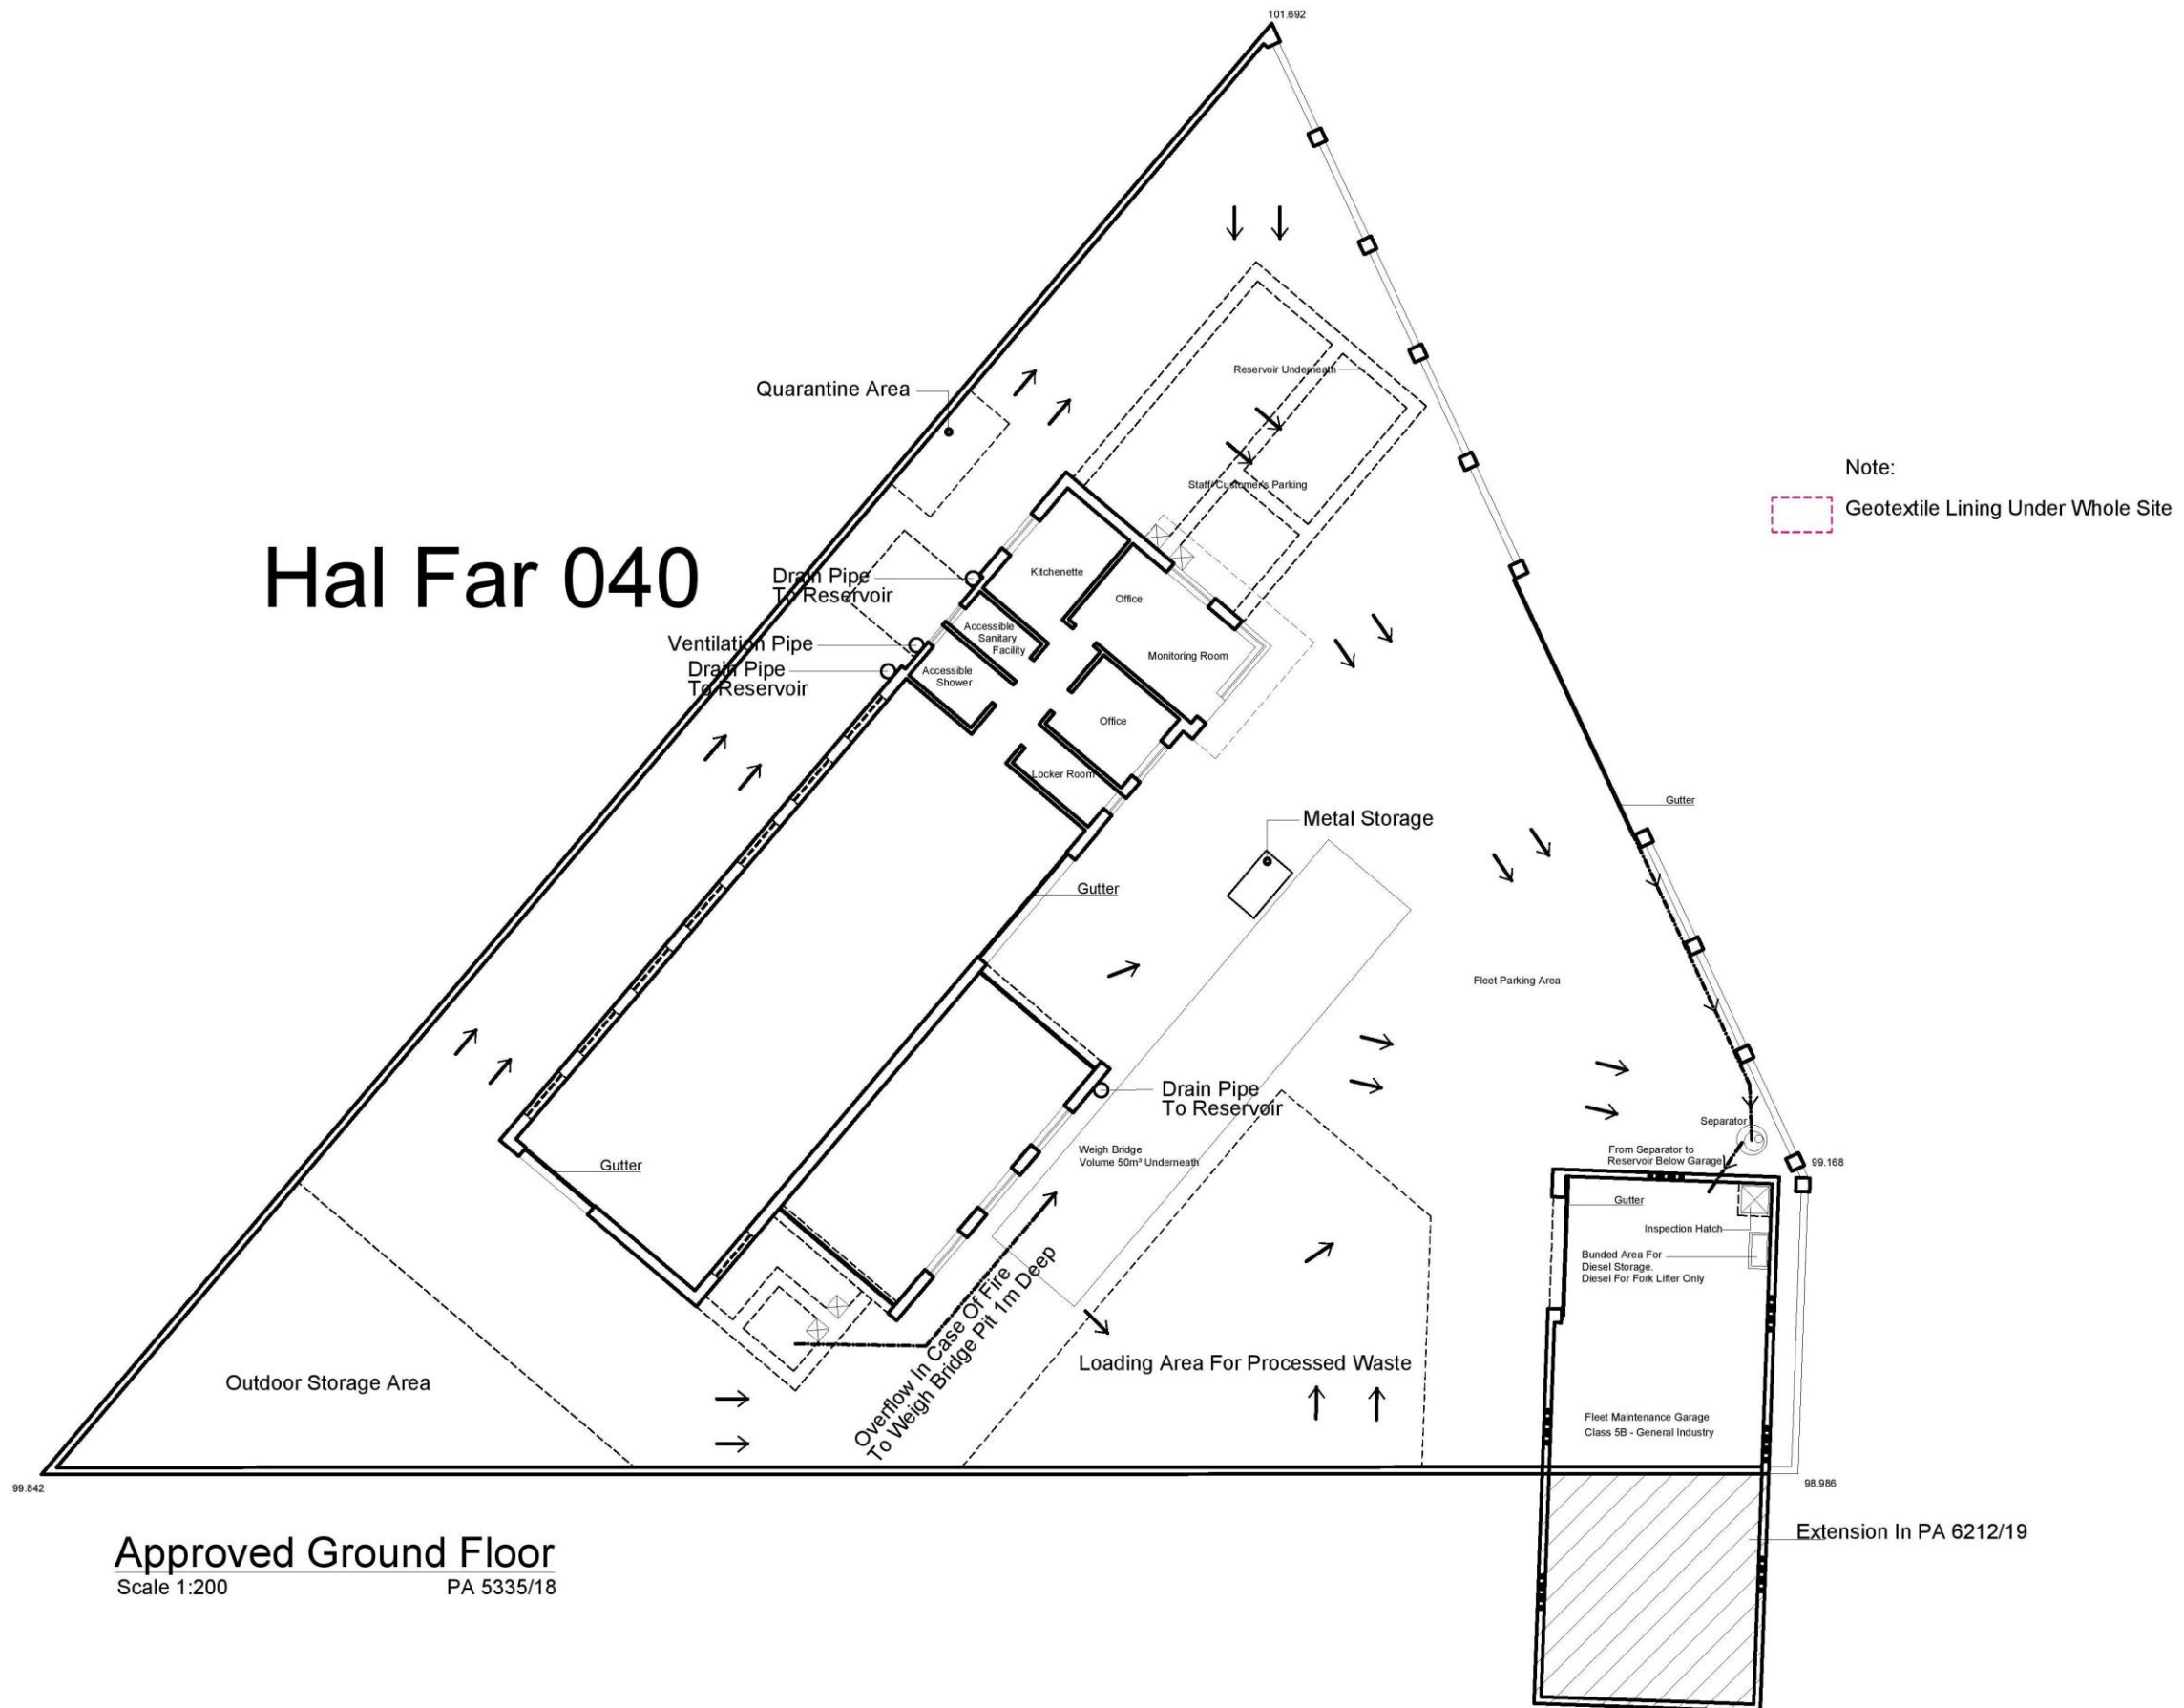 101.692
Quarantine Area
Reservoir Underneath
Note:
Geotextile Lining Under Whole Site
Staff/Customer's Parking
Hal Far 040
Drain Pipe
To Reservoir
Kitchenette
Office
Accessible
Sanitary
Facility
Ventilation Pipe
Drain Pipe
To Reservoir
Accessible
Shower
Monitoring Room
Office
Locker Room
Gutter
Metal Storage
Gutter
Fleet Parking Area
Drain Pipe
To Reservoir
Separator
Weigh Bridge
Volume 50m³ Underneath
From Separator to
Reservoir Below Garage
99.168
Gutter
Gutter
Inspection Hatch
Bunded Area For
Diesel Storage.
Diesel For Fork Lifter Only
Overflow In Case Of Fire
To Weigh Bridge Pit 1m Deep
Loading Area For Processed Waste
Outdoor Storage Area
Fleet Maintenance Garage
Class 5B - General Industry
99.842
98.986
Extension In PA 6212/19
Approved Ground Floor
Scale 1:200
PA 5335/18